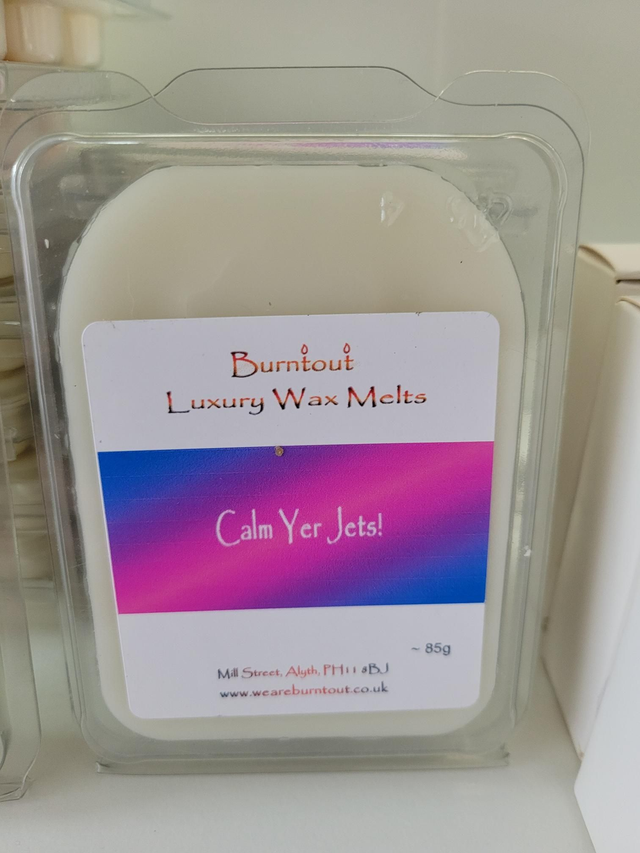 Burntout
Luxury Wax Melts
Calm Yer Jets!
~ 85g
Mill Street, Alyth, PH11 8BJ
www.weareburntout.co.uk